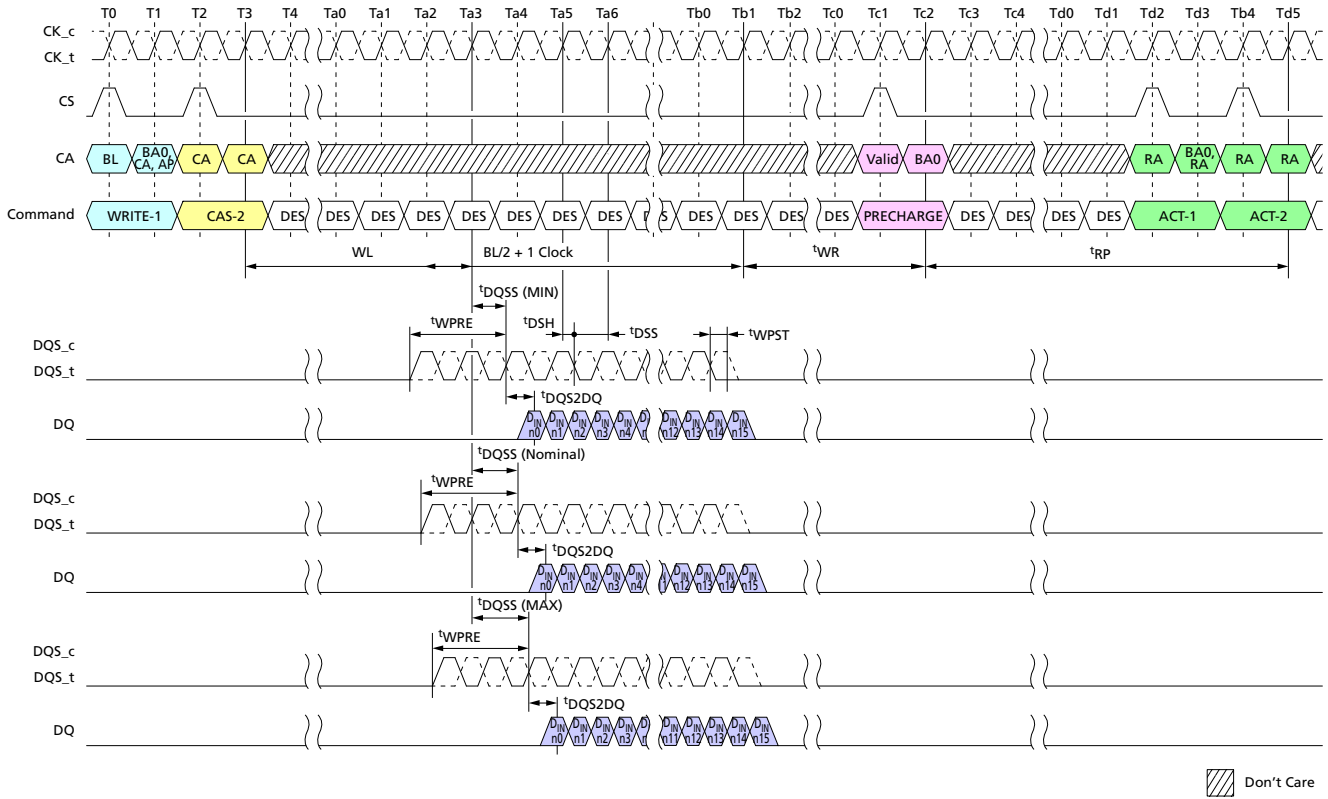 T0 T1 T2 T3 T4 Ta0 Ta1 Ta2 Ta3 Ta4 Ta5 Ta6 Tb0 Tb1 Tb2 Tc0 Tc1 Tc2 Tc3 Tc4 Td0 Td1 Td2 Td3 Tb4 Td5
CK_c
CK_t
CS
CA BL BA0, CA, AP CA CA Valid BA0 RA BA0, RA RA RA
Command WRITE-1 CAS-2 DES DES DES DES DES DES DES DES DES DES DES DES PRECHARGE DES DES DES DES ACT-1 ACT-2
WL BL/2 + 1 Clock tWR tRP
tDQSS (MIN)
tWPRE tDSH tDSS tWPST
DQS_c
DQS_t
tDQS2DQ
DQ DIN n0 DIN n1 DIN n2 DIN n3 DIN n4 DIN n12 DIN n13 DIN n14 DIN n15
tDQSS (Nominal)
tWPRE
DQS_c
DQS_t
tDQS2DQ
DQ DIN n0 DIN n1 DIN n2 DIN n3 DIN n4 DIN n12 DIN n13 DIN n14 DIN n15
tDQSS (MAX)
tWPRE
DQS_c
DQS_t
tDQS2DQ
DQ DIN n0 DIN n1 DIN n2 DIN n3 DIN n11 DIN n12 DIN n13 DIN n14 DIN n15
Don't Care